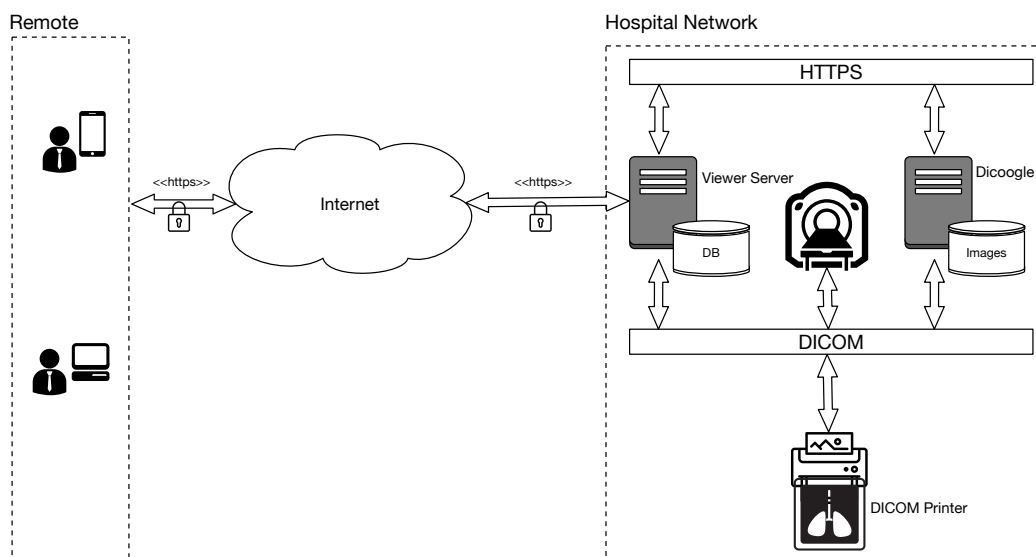 Remote
Hospital Network
HTTPS
<<https>>
<<https>>
Internet
Viewer Server
Dicoogle
DB
Images
DICOM
DICOM Printer